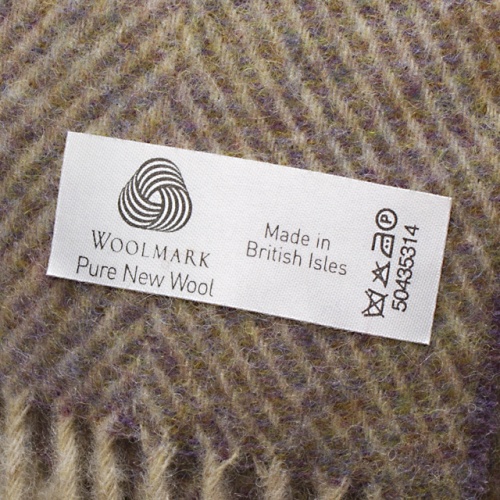 WOOLMARK
Pure New Wool
Made in
British Isles
P
50435314